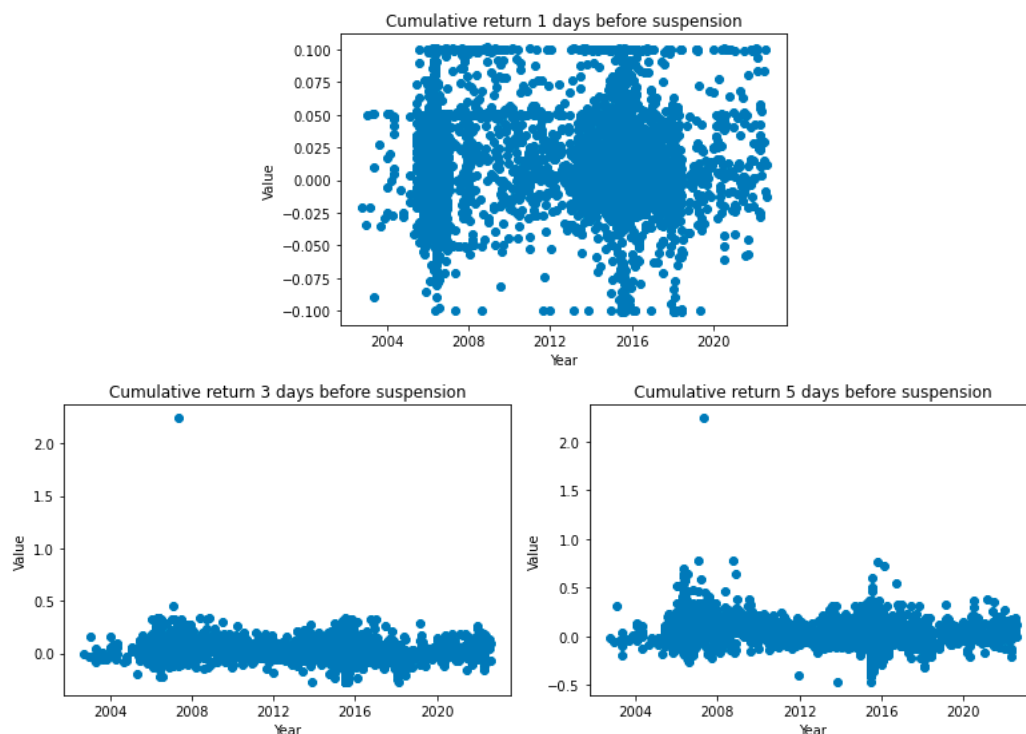 Cumulative return 1 days before suspension
0.100
0.075
0.050
0.025
0.000
−0.025
−0.050
−0.075
−0.100
Value
2004 2008 2012 2016 2020
Year
Cumulative return 3 days before suspension
2.0
1.5
1.0
0.5
0.0
Value
2004 2008 2012 2016 2020
Year
Cumulative return 5 days before suspension
2.0
1.5
1.0
0.5
0.0
−0.5
Value
2004 2008 2012 2016 2020
Year